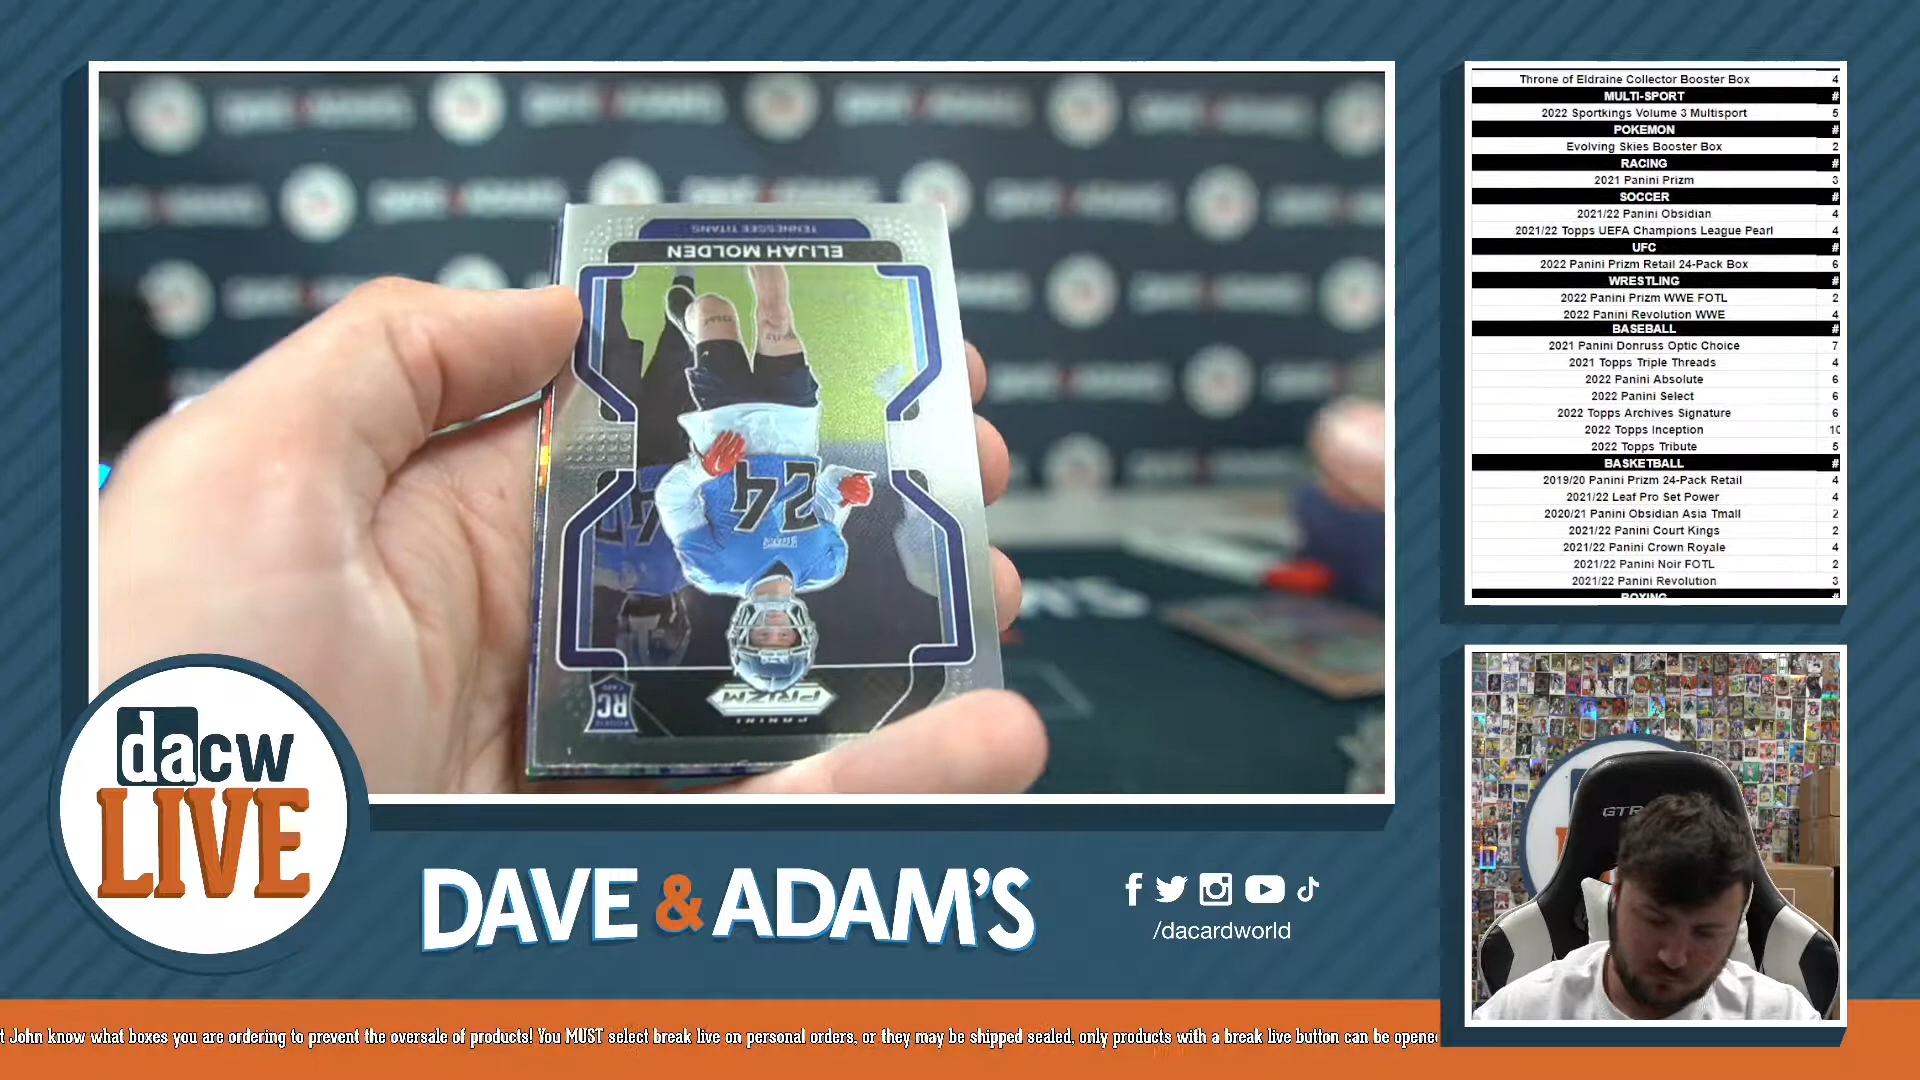 TENNESSEE TITANS
ELIJAH MOLDEN
24
RC
PRIZM
PANINI
dacw
LIVE
DAVE & ADAM'S
/dacardworld
t John know what boxes you are ordering to prevent the oversale of products! You MUST select break live on personal orders, or they may be shipped sealed, only products with a break live button can be opene
Throne of Eldraine Collector Booster Box 4
MULTI-SPORT #
2022 Sportkings Volume 3 Multisport 5
POKEMON #
Evolving Skies Booster Box 2
RACING #
2021 Panini Prizm 3
SOCCER #
2021/22 Panini Obsidian 4
2021/22 Topps UEFA Champions League Pearl 4
UFC #
2022 Panini Prizm Retail 24-Pack Box 6
WRESTLING #
2022 Panini Prizm WWE FOTL 2
2022 Panini Revolution WWE 4
BASEBALL #
2021 Panini Donruss Optic Choice 7
2021 Topps Triple Threads 4
2022 Panini Absolute 6
2022 Panini Select 6
2022 Topps Archives Signature 6
2022 Topps Inception 10
2022 Topps Tribute 5
BASKETBALL #
2019/20 Panini Prizm 24-Pack Retail 4
2021/22 Leaf Pro Set Power 4
2020/21 Panini Obsidian Asia Tmall 2
2021/22 Panini Court Kings 2
2021/22 Panini Crown Royale 4
2021/22 Panini Noir FOTL 2
2021/22 Panini Revolution 3
BOXING #
GTR